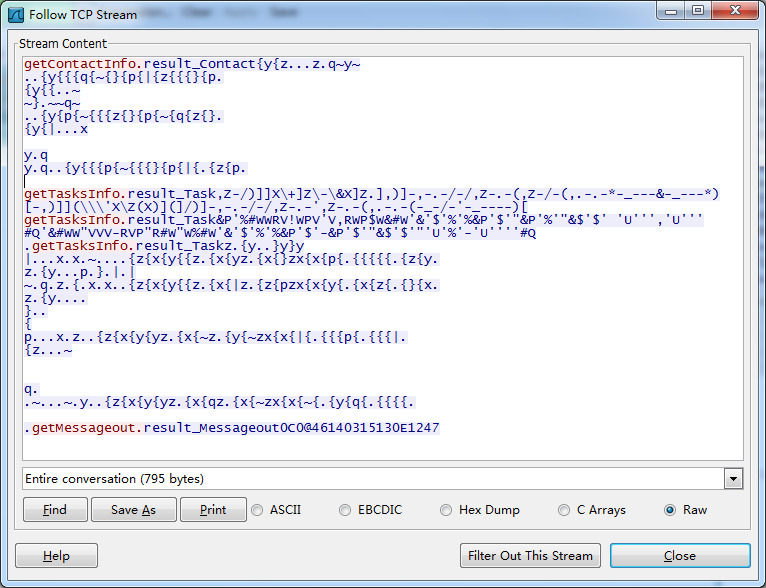 Follow TCP Stream
Stream Content
getContactInfo.result_Contact{y{z...z.q~y~
..{y{{{q{~{}{p{|{z{{{}{p.
{y{{..~
~}.~~q~
..{y{p{~{{{z{}{p{~{q{z{}.
{y{|...x
y.q
y.q..{y{{{p{~{{{}{p{|{.{z{p.
getTasksInfo.result_Task,Z-/)]]X\+]Z\-\&X]Z.],)]-,-.-/-/,Z-.-(,Z-/-(,.-.-*-_---&-_---*)
[-,)]](\\\'X\Z(X)](]/)]-,-.-/-/,Z-.-',Z-.-(,.-.-(-_-/-'-_----)[
getTasksInfo.result_Task&P'%#WWRV!WPV'V,RWP$W&#W'&'$'%'%&P'$'"&P'%'"&$'$' 'U''','U'''
#Q'&#WW"VVV-RVP"R#W"W%#W'&'$'%'%&P'$'-&P'$'"&$'$'"'U'%'-'U''''#Q
.getTasksInfo.result_Taskz.{y..}y}y
|...x.x.~....{z{x{y{{z.{x{yz.{x{}zx{x{p{.{{{{{.{z{y.
z.{y...p.}.|.|
~.q.z.{.x.x..{z{x{y{{z.{x{|z.{z{pzx{x{y{.{x{z{.{}{x.
z.{y....
}..
{
p...x.z..{z{x{y{yz.{x{~z.{y{~zx{x{|{.{{{p{.{{{|.
{z...~
q.
.~...~.y..{z{x{y{yz.{x{qz.{x{~zx{x{~{.{y{q{.{{{{.
.getMessageout.result_Messageout0C0@46140315130E1247
Entire conversation (795 bytes)
Find
Save As
Print
ASCII
EBCDIC
Hex Dump
C Arrays
Raw
Help
Filter Out This Stream
Close